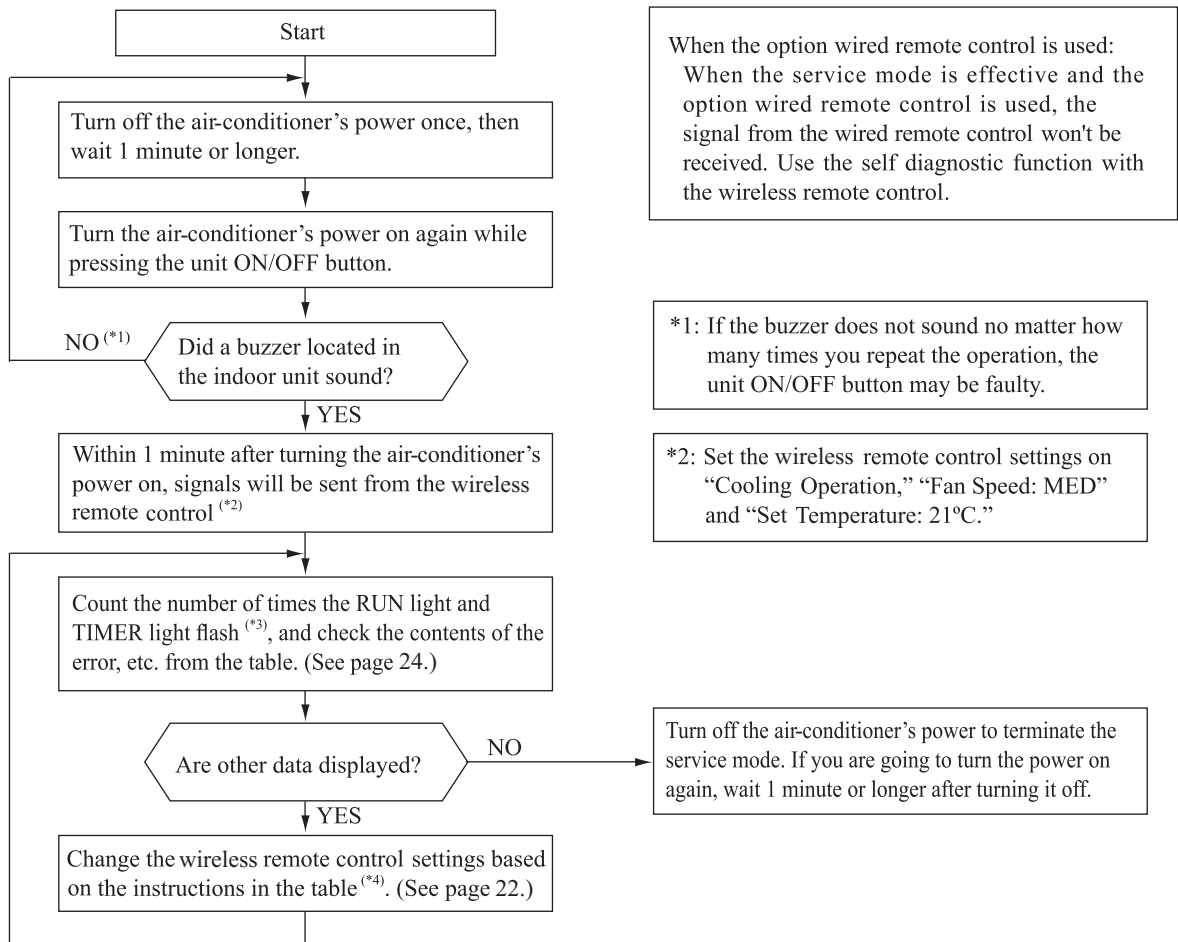 Start
Turn off the air-conditioner’s power once, then
wait 1 minute or longer.
Turn the air-conditioner’s power on again while
pressing the unit ON/OFF button.
NO (*1)
Did a buzzer located in
the indoor unit sound?
YES
Within 1 minute after turning the air-conditioner’s
power on, signals will be sent from the wireless
remote control (*2)
Count the number of times the RUN light and
TIMER light flash (*3), and check the contents of the
error, etc. from the table. (See page 24.)
Are other data displayed?
NO
YES
Change the wireless remote control settings based
on the instructions in the table (*4). (See page 22.)
When the option wired remote control is used:
When the service mode is effective and the
option wired remote control is used, the
signal from the wired remote control won't be
received. Use the self diagnostic function with
the wireless remote control.
*1: If the buzzer does not sound no matter how
many times you repeat the operation, the
unit ON/OFF button may be faulty.
*2: Set the wireless remote control settings on
“Cooling Operation,” “Fan Speed: MED”
and “Set Temperature: 21ºC.”
Turn off the air-conditioner’s power to terminate the
service mode. If you are going to turn the power on
again, wait 1 minute or longer after turning it off.